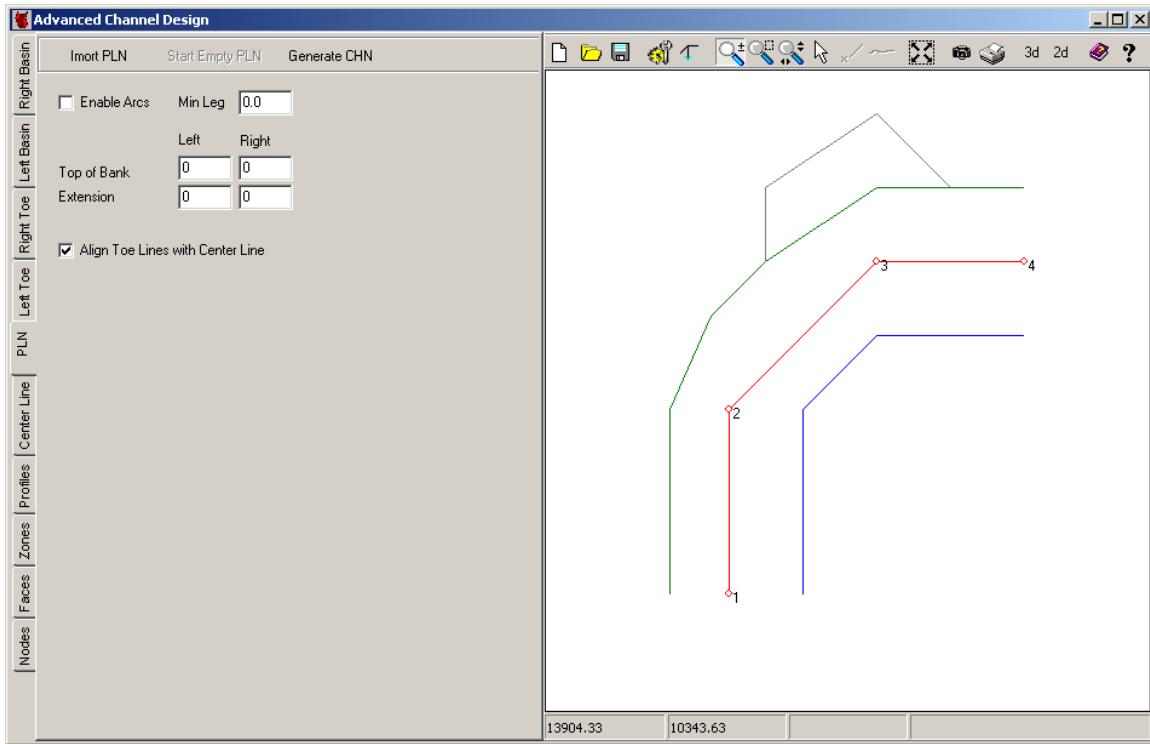 Advanced Channel Design
Right Basin
Left Basin
Right Toe
Left Toe
PLN
Center Line
Profiles
Zones
Faces
Nodes
Imort PLN Start Empty PLN Generate CHN
Enable Arcs Min Leg 0.0
Left Right
Top of Bank 0 0
Extension 0 0
Align Toe Lines with Center Line
3d 2d ?
3
4
2
1
13904.33 10343.63